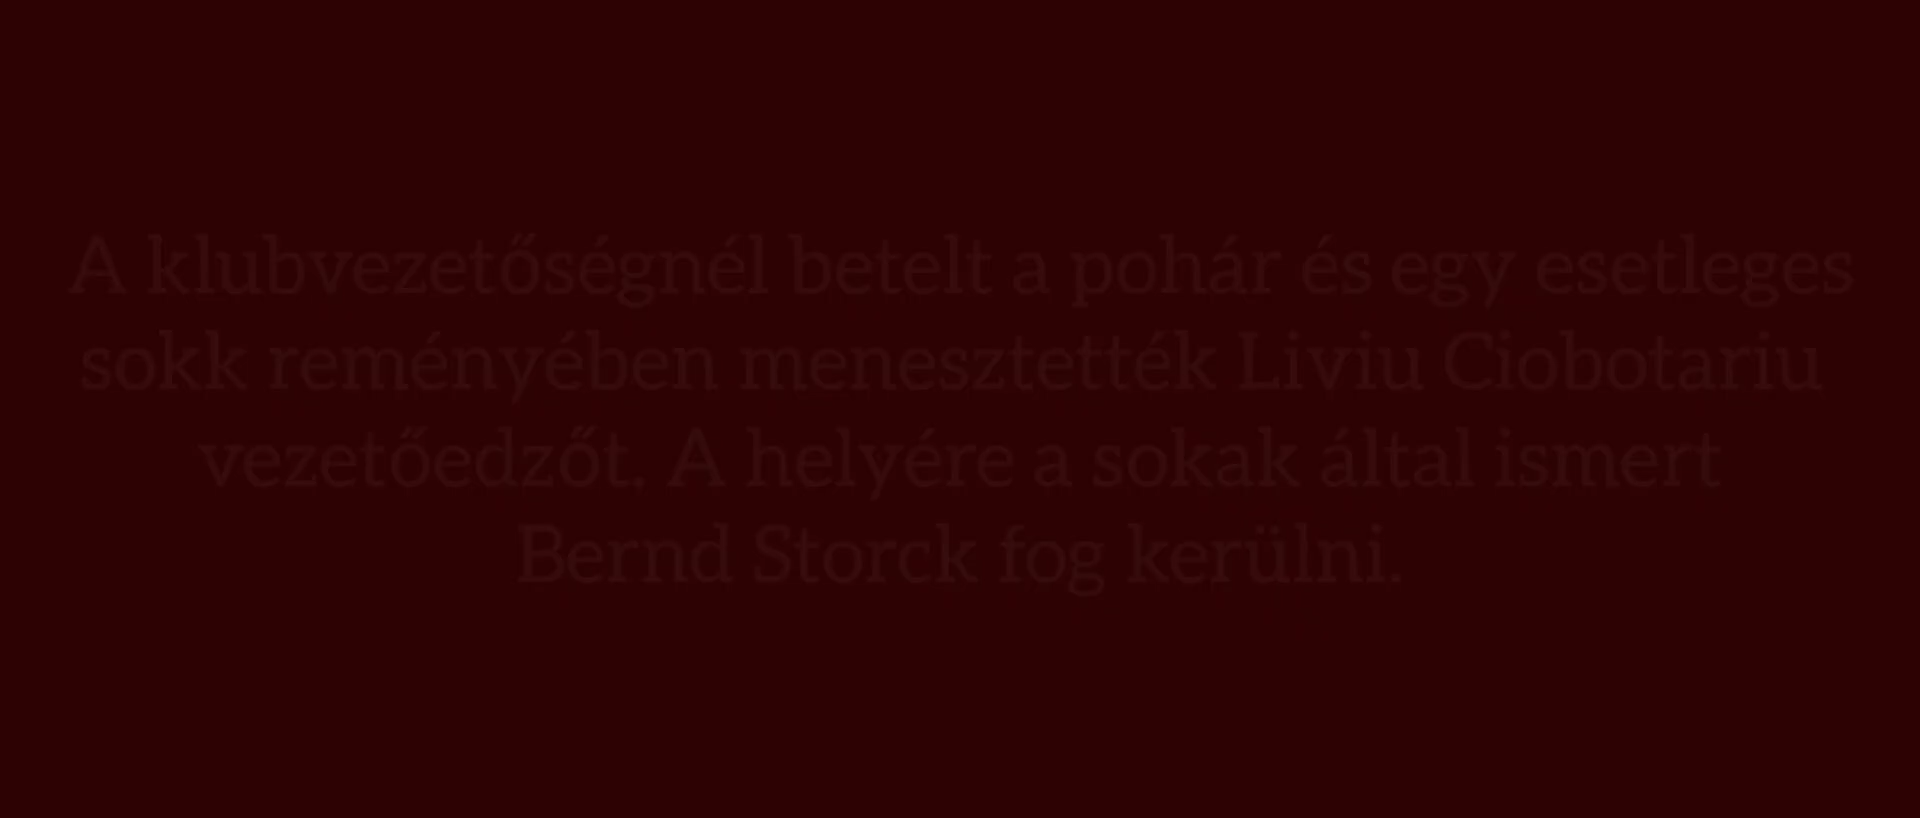 A klubvezetőségnél betelt a pohár és egy esetleges
sokk reményében menesztették Liviu Ciobotariu
vezetőedzőt. A helyére a sokak által ismert
Bernd Storck fog kerülni.